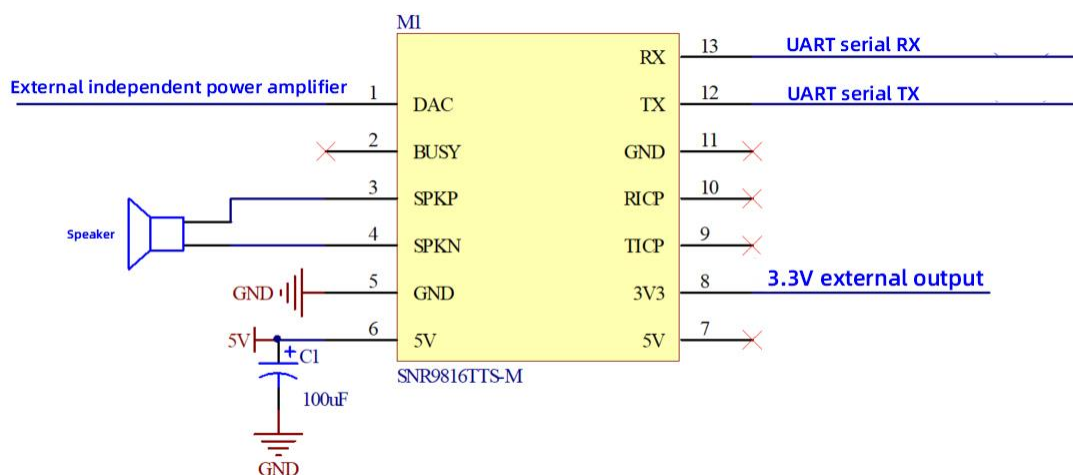 M1
RX 13 UART serial RX
External independent power amplifier 1 DAC
TX 12 UART serial TX
2 BUSY
GND 11
3 SPKP
RICP 10
Speaker
4 SPKN
TICP 9
GND 5 GND
3V3 8 3.3V external output
5V 6 5V
5V 7
+ C1
SNR9816TTS-M
100uF
GND